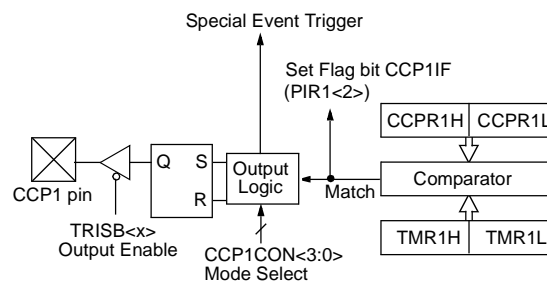 Special Event Trigger
Set Flag bit CCP1IF
(PIR1<2>)
CCPR1H CCPR1L
Q S
R
Output
Logic
Match
Comparator
CCP1 pin
TRISB<x>
Output Enable
CCP1CON<3:0>
Mode Select
TMR1H TMR1L